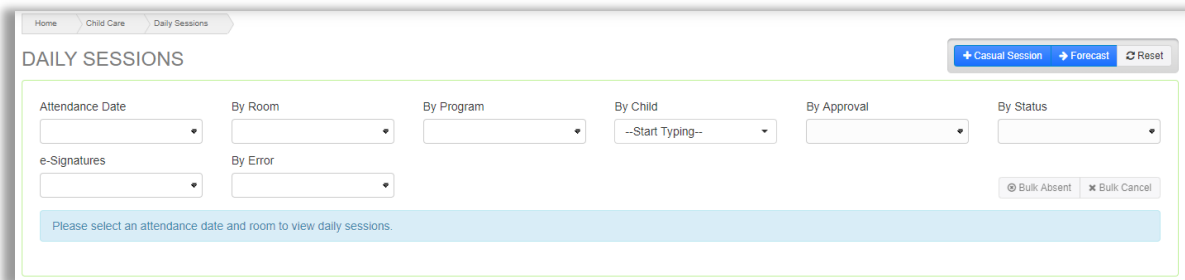 Home Child Care Daily Sessions
DAILY SESSIONS
+ Casual Session Forecast Reset
Attendance Date By Room By Program By Child By Approval By Status
--Start Typing--
e-Signatures By Error
Bulk Absent Bulk Cancel
Please select an attendance date and room to view daily sessions.